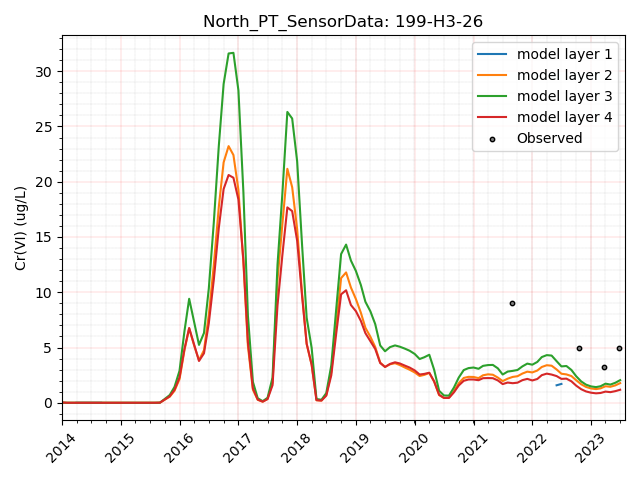 North_PT_SensorData: 199-H3-26
model layer 1
model layer 2
model layer 3
model layer 4
Observed
Cr(VI) (ug/L)
30
25
20
15
10
5
0
2014
2015
2016
2017
2018
2019
2020
2021
2022
2023